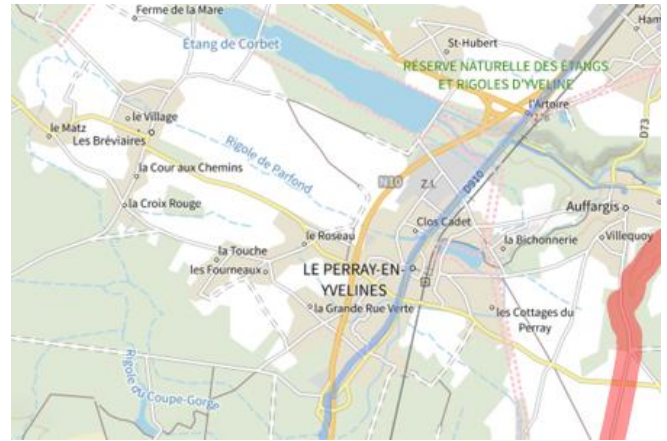 Ferme de la Mare
Ham
Étang de Corbet
St-Hubert
RÉSERVE NATURELLE DES ÉTANGS
ET RIGOLES D'YVELINE
l'Artoire
le Village
le Matz
Les Bréviaires
Rigole de Parfond
D73
la Cour aux Chemins
N10
Z.I.
D910
la Croix Rouge
Clos Cadet
Auffargis
le Roseau
la Touche
la Bichonnerie
Villequoy
les Fourneaux
LE PERRAY-EN-
YVELINES
la Grande Rue Verte
les Cottages du
Perray
Rigole du Coupe-Gorge